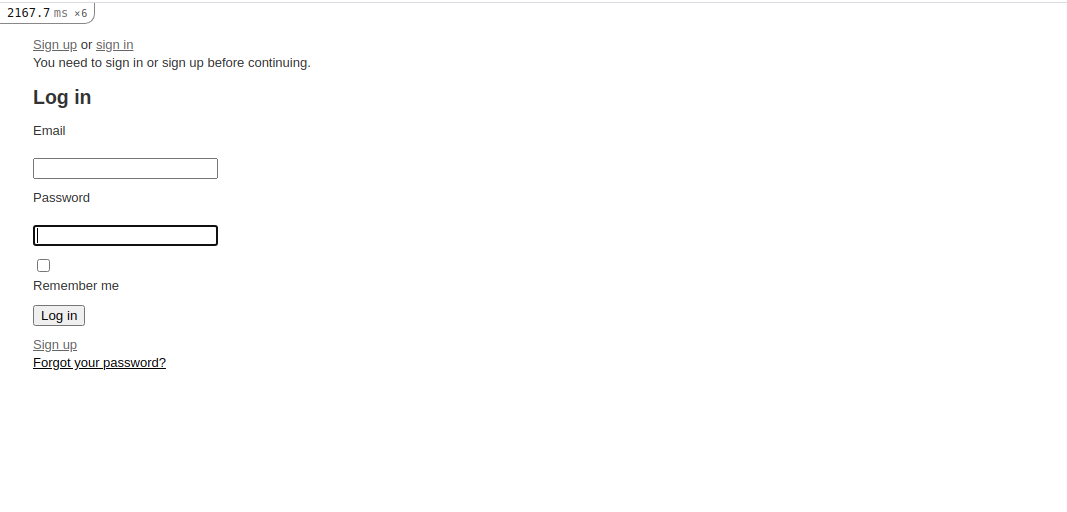 2167.7 ms ×6
Sign up or sign in
You need to sign in or sign up before continuing.
Log in
Email
Password
Remember me
Log in
Sign up
Forgot your password?